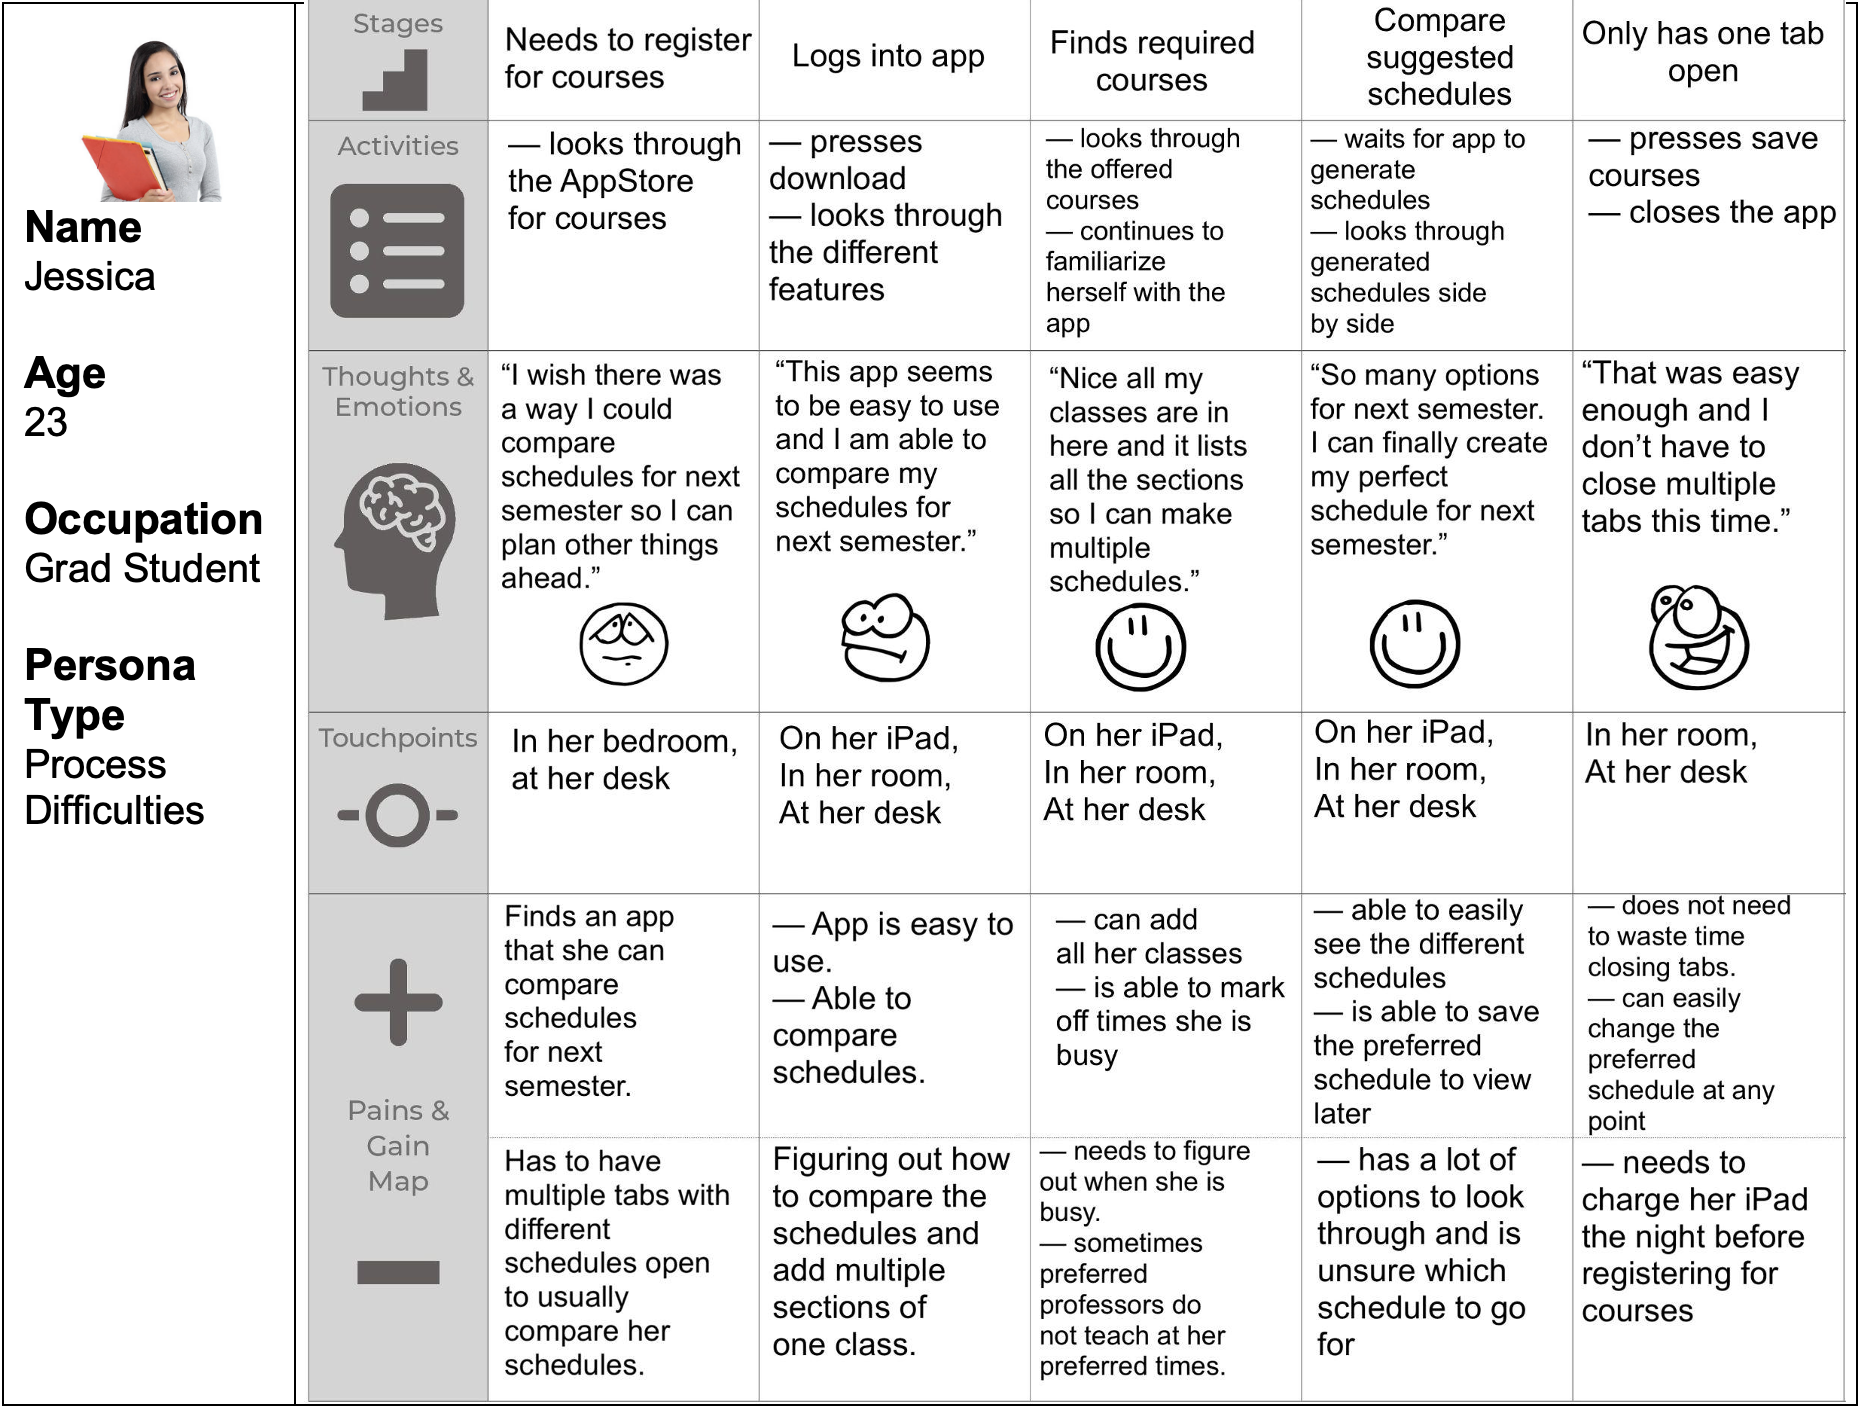 Name
Jessica
Age
23
Occupation
Grad Student
Persona
Type
Process
Difficulties
Stages
Needs to register
for courses
Logs into app
Finds required
courses
Compare
suggested
schedules
Only has one tab
open
Activities
— looks through
the AppStore
for courses
— presses
download
— looks through
the different
features
— looks through
the offered
courses
— continues to
familiarize
herself with the
app
— waits for app to
generate
schedules
— looks through
generated
schedules side
by side
— presses save
courses
— closes the app
Thoughts &
Emotions
“I wish there was
a way I could
compare
schedules for next
semester so I can
plan other things
ahead.”
“This app seems
to be easy to use
and I am able to
compare my
schedules for
next semester.”
“Nice all my
classes are in
here and it lists
all the sections
so I can make
multiple
schedules.”
“So many options
for next semester.
I can finally create
my perfect
schedule for next
semester.”
“That was easy
enough and I
don’t have to
close multiple
tabs this time.”
Touchpoints
In her bedroom,
at her desk
On her iPad,
In her room,
At her desk
On her iPad,
In her room,
At her desk
On her iPad,
In her room,
At her desk
In her room,
At her desk
Pains &
Gain
Map
Finds an app
that she can
compare
schedules
for next
semester.
— App is easy to
use.
— Able to
compare
schedules.
— can add
all her classes
— is able to mark
off times she is
busy
— able to easily
see the different
schedules
— is able to save
the preferred
schedule to view
later
— does not need
to waste time
closing tabs.
— can easily
change the
preferred
schedule at any
point
Has to have
multiple tabs with
different
schedules open
to usually
compare her
schedules.
Figuring out how
to compare the
schedules and
add multiple
sections of
one class.
— needs to figure
out when she is
busy.
— sometimes
preferred
professors do
not teach at her
preferred times.
— has a lot of
options to look
through and is
unsure which
schedule to go
for
— needs to
charge her iPad
the night before
registering for
courses